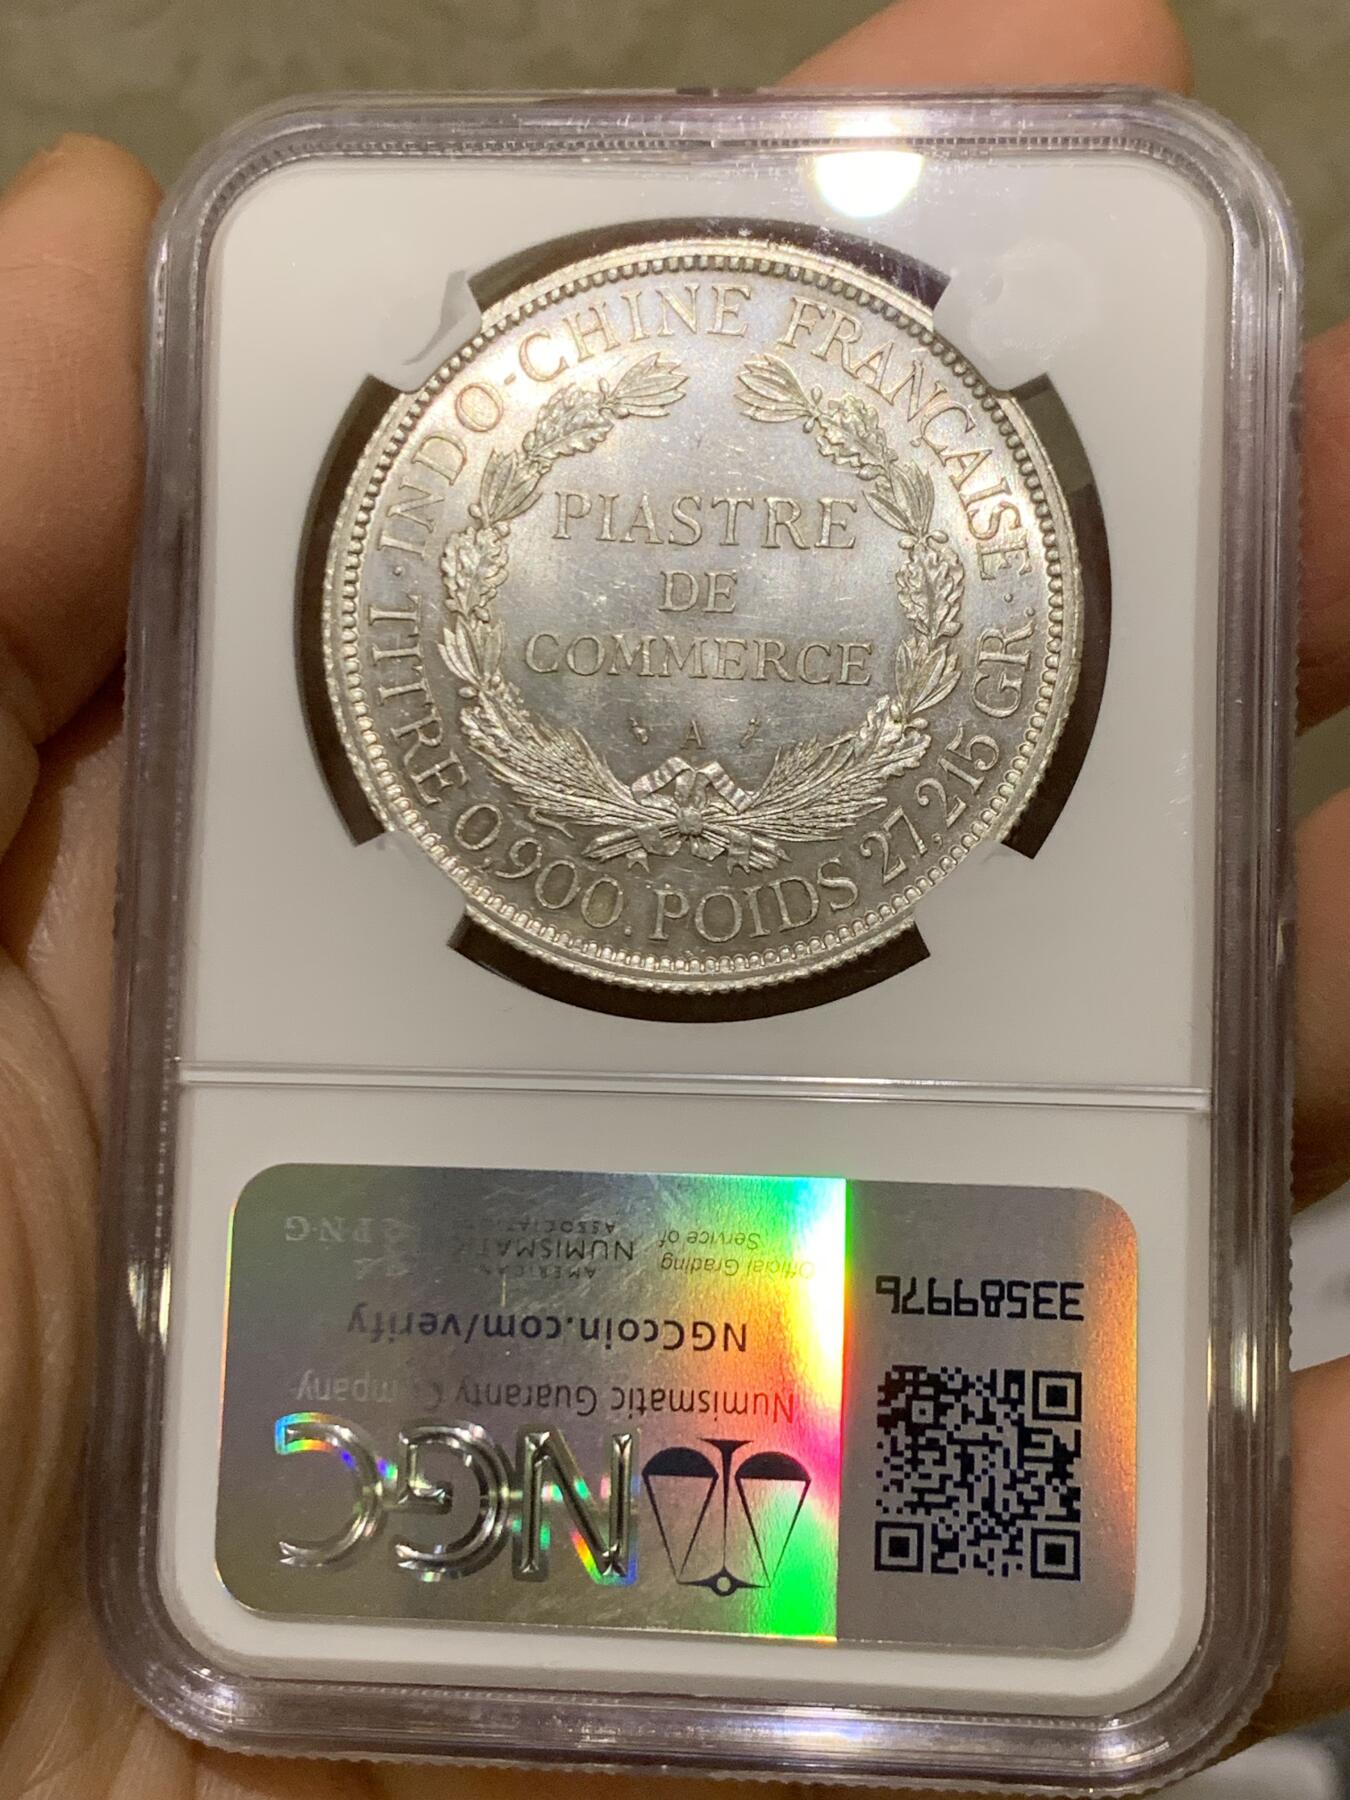 INDO-CHINE FRANÇAISE
PIASTRE
DE
COMMERCE
A
TITRE 0,900. POIDS 27,215 GR.
NGC
Numismatic Guaranty Company
NGCcoin.com/verify
Official Grading
Service of
AMERICAN
NUMISMATIC
ASSOCIATION
PNG
33589976